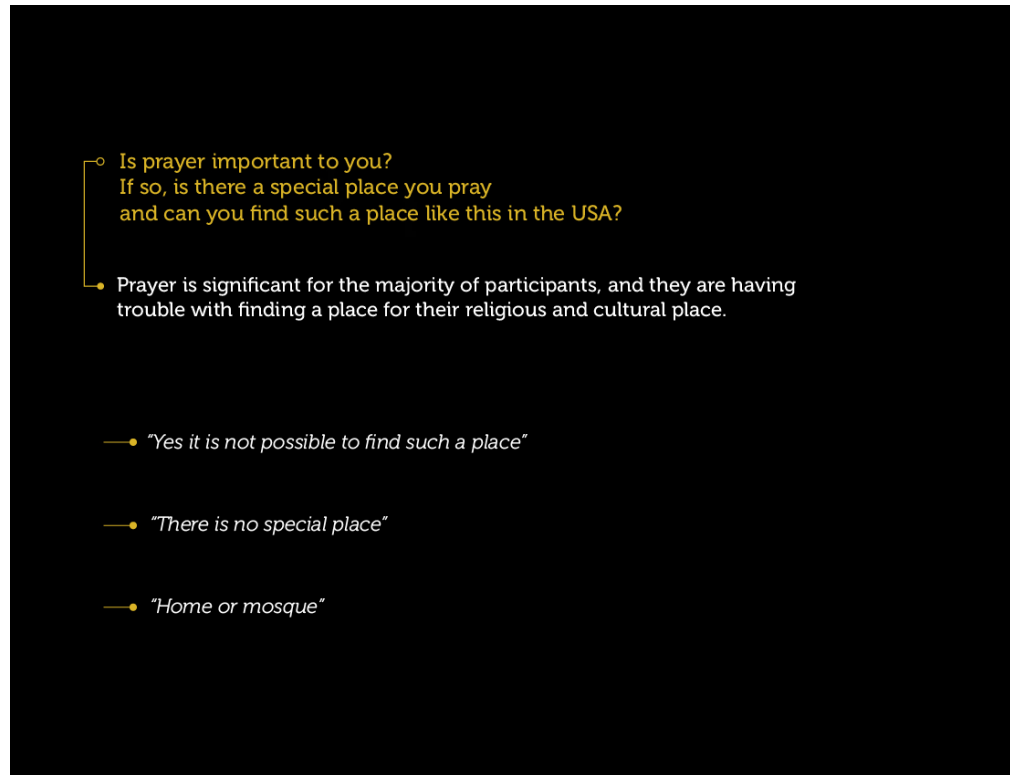 Is prayer important to you?
If so, is there a special place you pray
and can you find such a place like this in the USA?
Prayer is significant for the majority of participants, and they are having
trouble with finding a place for their religious and cultural place.
“Yes it is not possible to find such a place”
“There is no special place”
“Home or mosque”